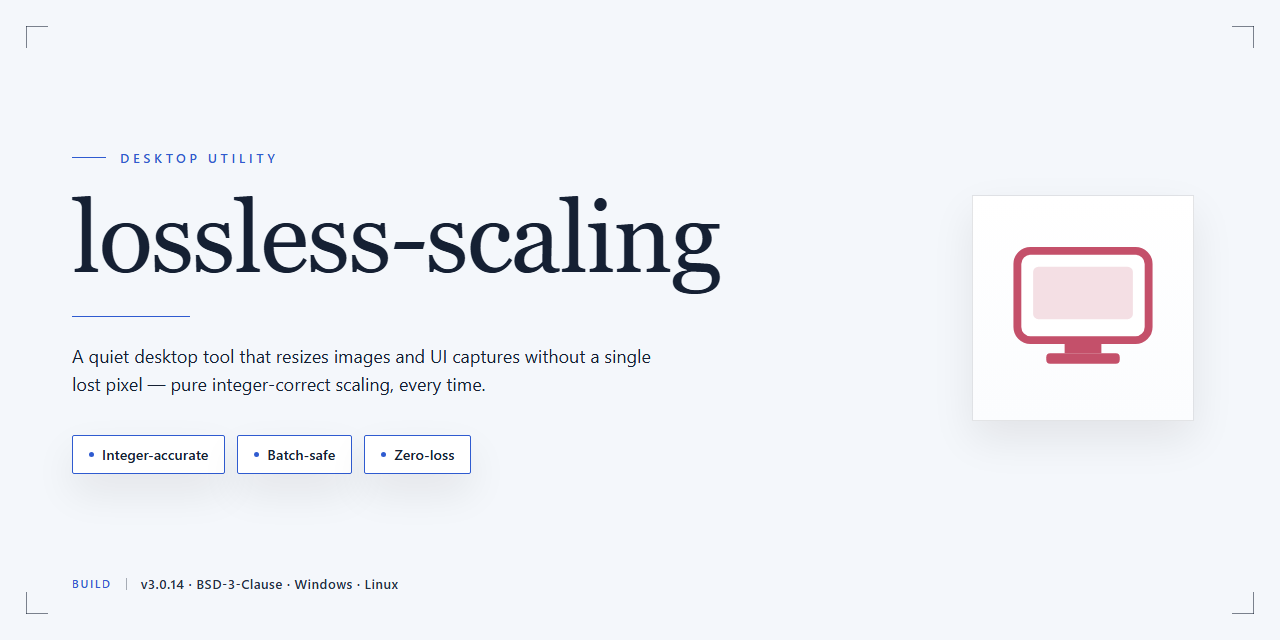 DESKTOP UTILITY
lossless-scaling
A quiet desktop tool that resizes images and UI captures without a single
lost pixel — pure integer-correct scaling, every time.
Integer-accurate
Batch-safe
Zero-loss
BUILD v3.0.14 · BSD-3-Clause · Windows · Linux